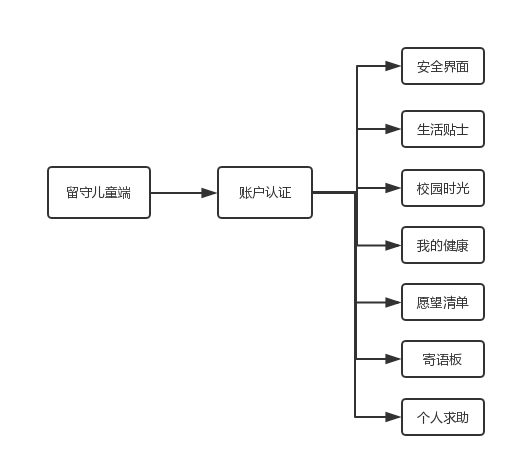 留守儿童端
账户认证
安全界面
生活贴士
校园时光
我的健康
愿望清单
寄语板
个人求助